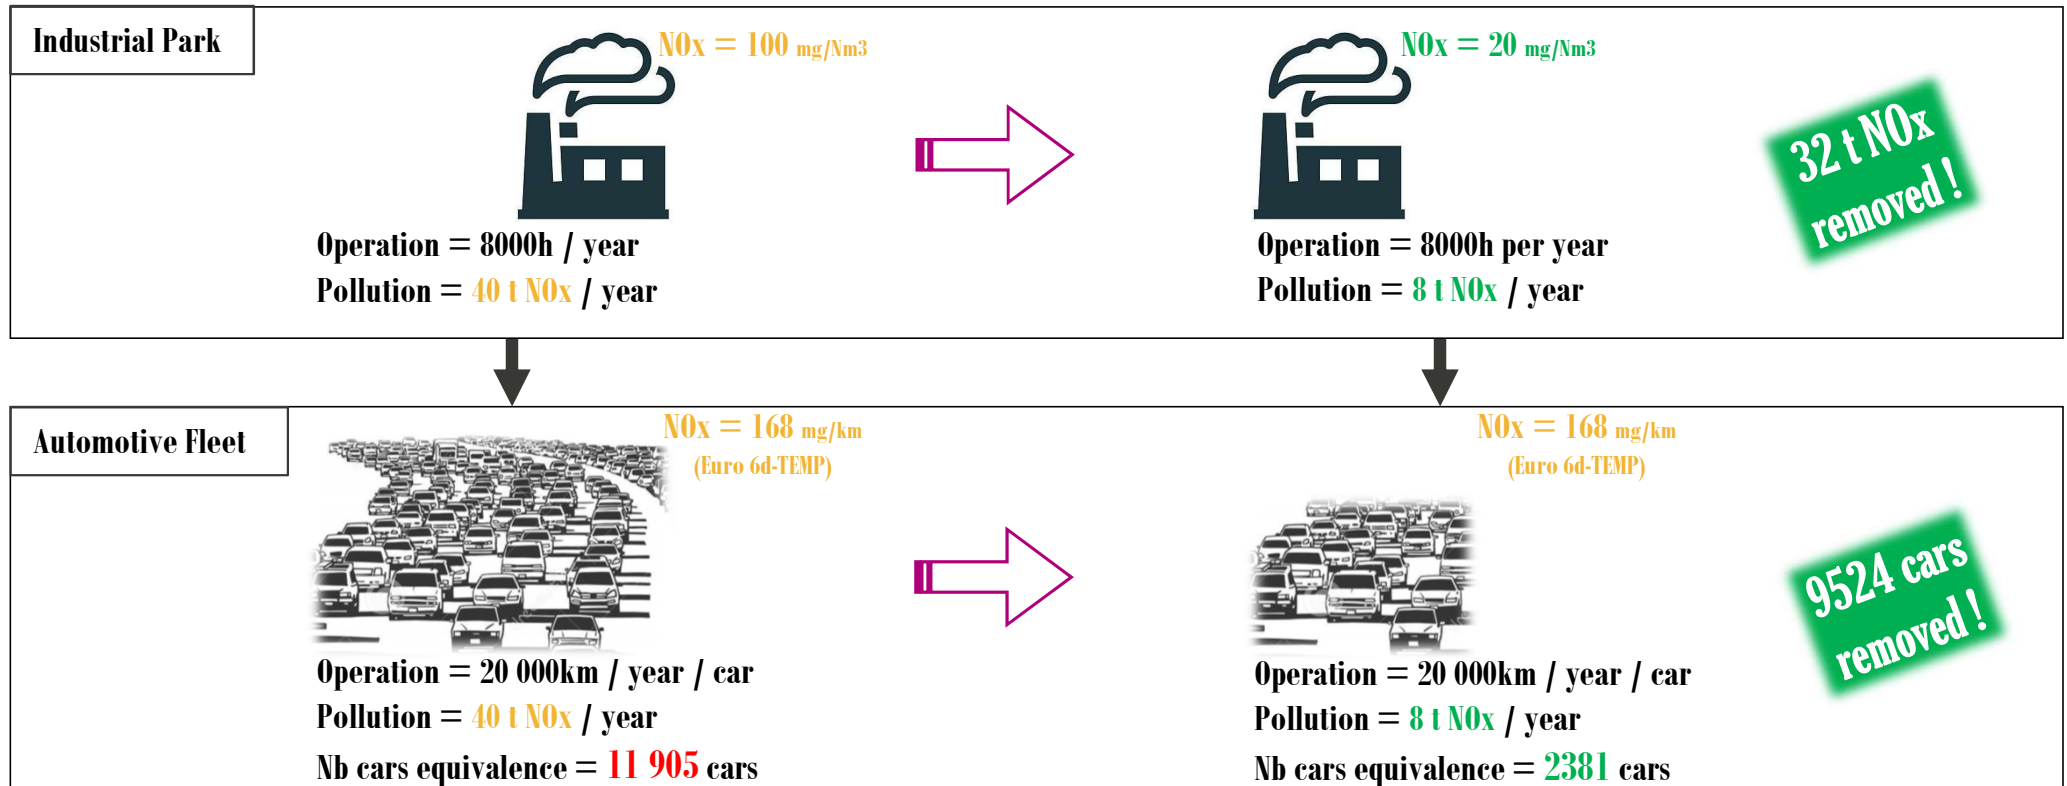 Industrial Park
NOx = 100 mg/Nm3
NOx = 20 mg/Nm3
32 t NOx
removed !
Operation = 8000h / year
Pollution = 40 t NOx / year
Operation = 8000h per year
Pollution = 8 t NOx / year
Automotive Fleet
NOx = 168 mg/km
(Euro 6d-TEMP)
NOx = 168 mg/km
(Euro 6d-TEMP)
9524 cars
removed !
Operation = 20 000km / year / car
Pollution = 40 t NOx / year
Nb cars equivalence = 11 905 cars
Operation = 20 000km / year / car
Pollution = 8 t NOx / year
Nb cars equivalence = 2381 cars